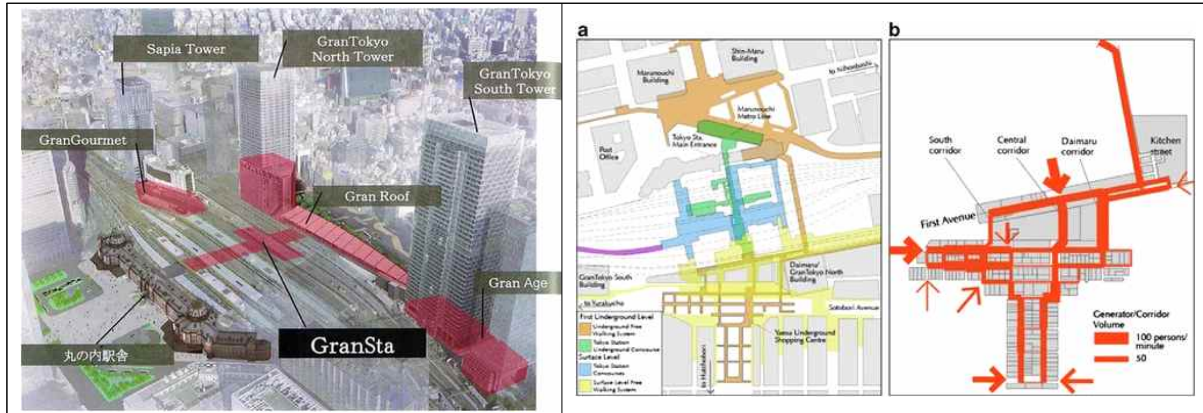 Sapia Tower
GranTokyo
North Tower
GranTokyo
South Tower
GranGourmet
Gran Roof
Gran Age
GranSta
丸の内駅舎
a
Shin-Maru
Building
to Nihonbashi
Marunouchi
Building
Marunouchi
Metro Line
Tokyo Sta.
Main Entrance
Post
Office
GranTokyo South
Building
Daimaru/
GranTokyo North
Building
to Yurakucho
Sotobori Avenue
First Underground Level
Underground Free
Walking System
Tokyo Station
Underground Concourse
Surface Level
Tokyo Station
Concourses
Surface Level Free
Walking System
Yaesu Underground
Shopping Centre
to Hatchobori
b
South
corridor
Central
corridor
Daimaru
corridor
Kitchen
street
First Avenue
Generator/Corridor
Volume
100 persons/
minute
50